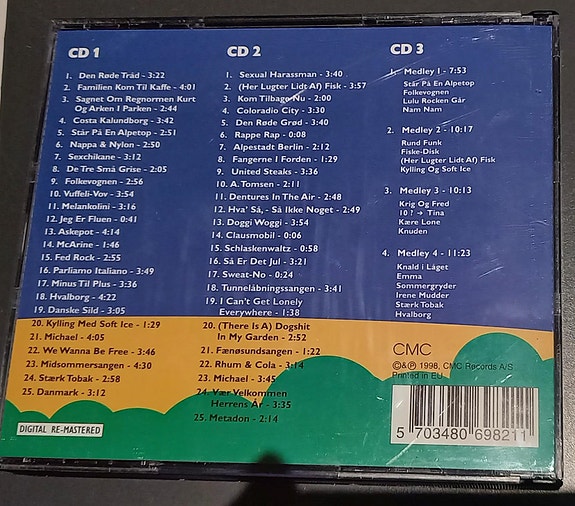 CD 1
1. Den Røde Tråd - 3:22
2. Familien Kom Til Kaffe - 4:01
3. Sagnet Om Regnormen Kurt
Og Arken I Parken - 2:44
4. Costa Kalundborg - 3:42
5. Står På En Alpetop - 2:51
6. Nappa & Nylon - 2:50
7. Sexchikane - 3:12
8. De Tre Små Grise - 2:05
9. Folkevognen - 2:56
10. Vuffeli-Vov - 3:54
11. Melankolini - 3:16
12. Jeg Er Fluen - 0:41
13. Askepot - 4:14
14. McArine - 1:46
15. Fed Rock - 2:55
16. Parliamo Italiano - 3:49
17. Minus Til Plus - 3:36
18. Hvalborg - 4:22
19. Danske Sild - 3:05
20. Kylling Med Soft Ice - 1:29
21. Michael - 4:05
22. We Wanna Be Free - 3:46
23. Midsommersangen - 4:30
24. Stærk Tobak - 2:58
25. Danmark - 3:12
DIGITAL RE-MASTERED
CD 2
1. Sexual Harassman - 3:40
2. (Her Lugter Lidt Af) Fisk - 3:57
3. Kom TilbageNu - 2:00
4. Coloradio City - 3:30
5. Den Røde Grød - 3:40
6. Rappe Rap - 0:08
7. Alpestadt Berlin - 2:12
8. Fangerne I Forden - 1:29
9. United Steaks - 3:36
10. A.Tomsen - 2:11
11. Dentures In The Air - 2:48
12. Hva' Så, - Så Ikke Noget - 2:49
13. Doggi Woggi - 3:54
14. Clausmobil - 0:06
15. Schlaskenwaltz - 0:58
16. Så Er Det Jul - 3:21
17. Sweat-No - 0:24
18. Tunnelåbningssangen - 3:41
19. I Can't Get Lonely
Everywhere - 1:38
20. (There Is A) Dogshit
In My Garden - 2:52
21. Fænøsundsangen - 1:22
22. Rhum & Cola - 3:14
23. Michael - 3:45
24. Vær Velkommen
Herrens År - 3:35
25. Metadon - 2:14
CD 3
1. Medley 1 - 7:53
Står På En Alpetop
Folkevognen
Lulu Rocken Går
Nam Nam
2. Medley 2 - 10:17
Rund Funk
Fiske-Disk
(Her Lugter Lidt Af) Fisk
Kylling Og Soft Ice
3. Medley 3 - 10:13
Krig Og Fred
10 ↑ → Tina
Kære Lone
Knuden
4. Medley 4 - 11:23
Knald i Låget
Emma
Sommergryder
Irene Mudder
Stærk Tobak
Hvalborg
CMC
©&℗ 1998, CMC Records A/S
Printed in EU
5 703480 698211